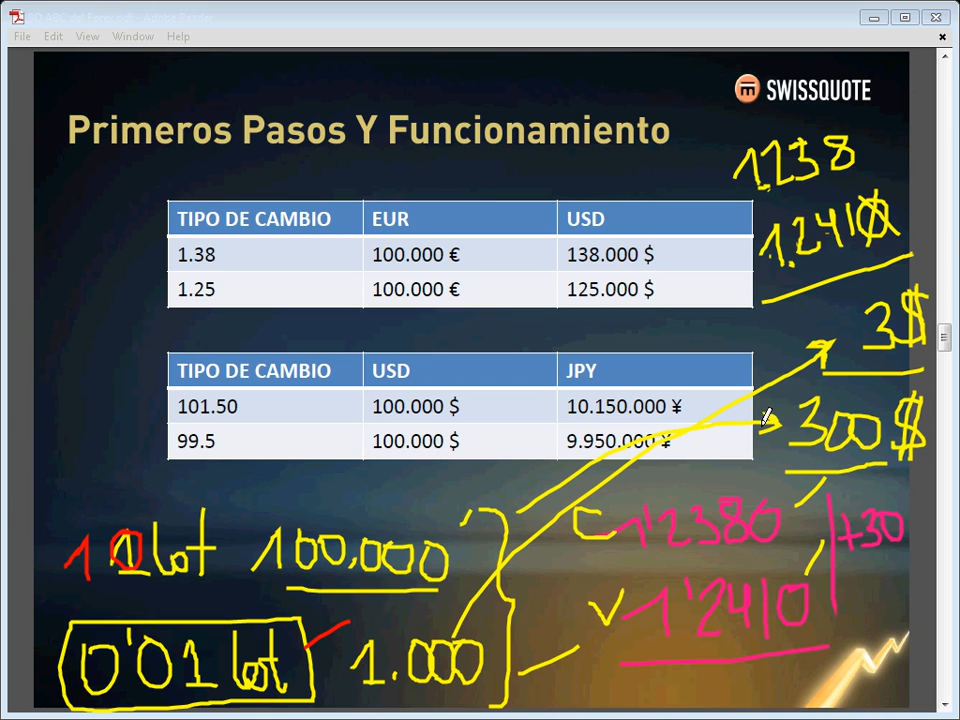 File Edit View Window Help
SWISSQUOTE
Primeros Pasos Y Funcionamiento
1.238
1.2410
TIPO DE CAMBIO EUR USD
1.38 100.000 € 138.000 $
1.25 100.000 € 125.000 $
3$
TIPO DE CAMBIO USD JPY
101.50 100.000 $ 10.150.000 ¥
99.5 100.000 $ 9.950.000 ¥
300$
C 1'2380 +30
1 lot 100,000
V 1'2410
0'01 lot 1.000